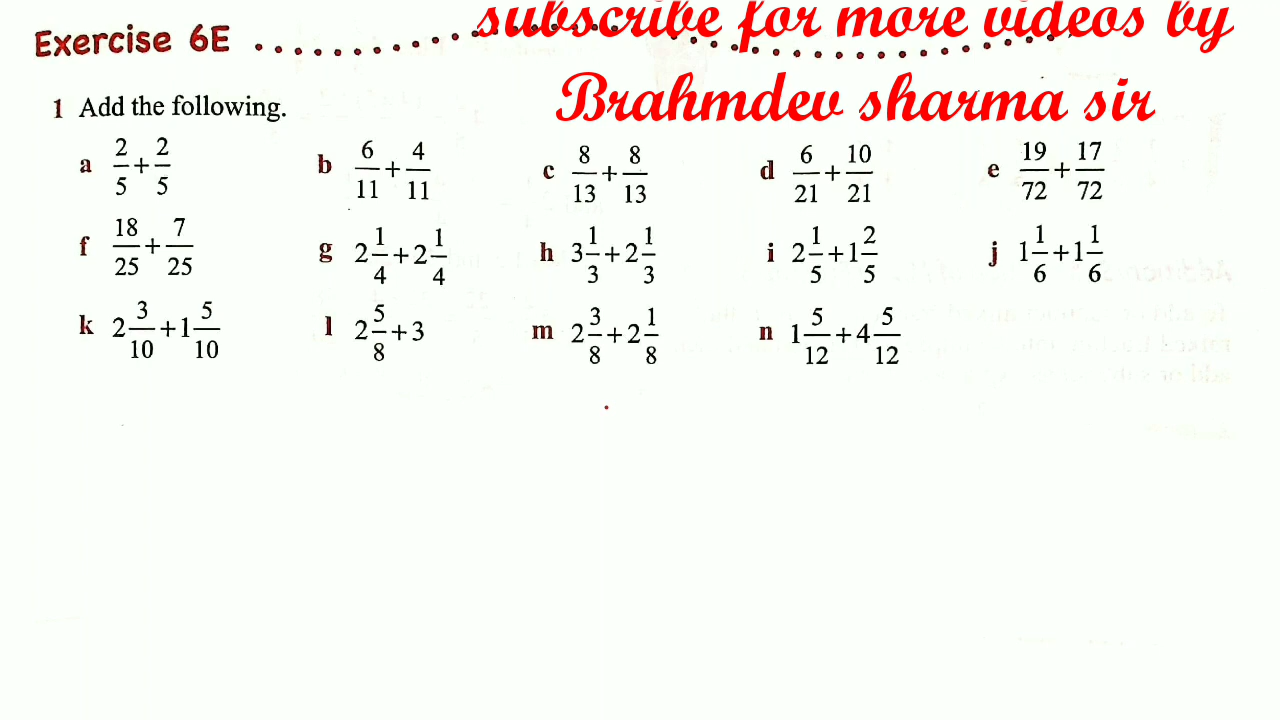 subscribe for more videos by
Exercise 6E
Brahmdev sharma sir
1 Add the following.
a 2/5 + 2/5 b 6/11 + 4/11 c 8/13 + 8/13 d 6/21 + 10/21 e 19/72 + 17/72
f 18/25 + 7/25 g 2 1/4 + 2 1/4 h 3 1/3 + 2 1/3 i 2 1/5 + 1 2/5 j 1 1/6 + 1 1/6
k 2 3/10 + 1 5/10 l 2 5/8 + 3 m 2 3/8 + 2 1/8 n 1 5/12 + 4 5/12